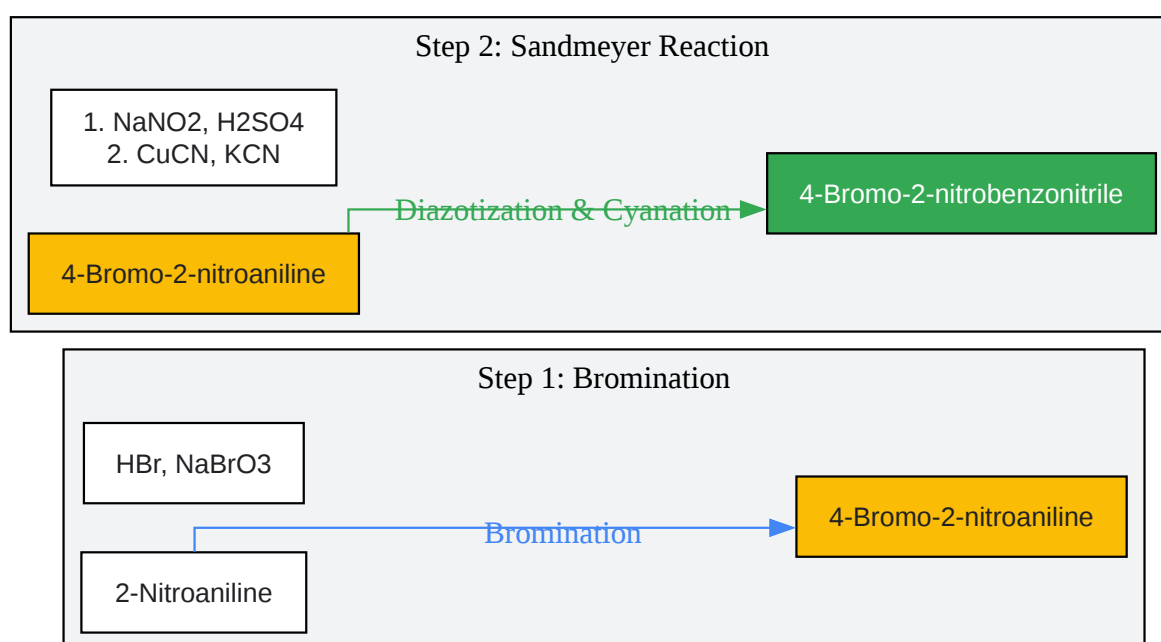 Step 2: Sandmeyer Reaction
1. NaNO2, H2SO4
2. CuCN, KCN
4-Bromo-2-nitrobenzonitrile
Diazotization & Cyanation
4-Bromo-2-nitroaniline
Step 1: Bromination
HBr, NaBrO3
4-Bromo-2-nitroaniline
Bromination
2-Nitroaniline